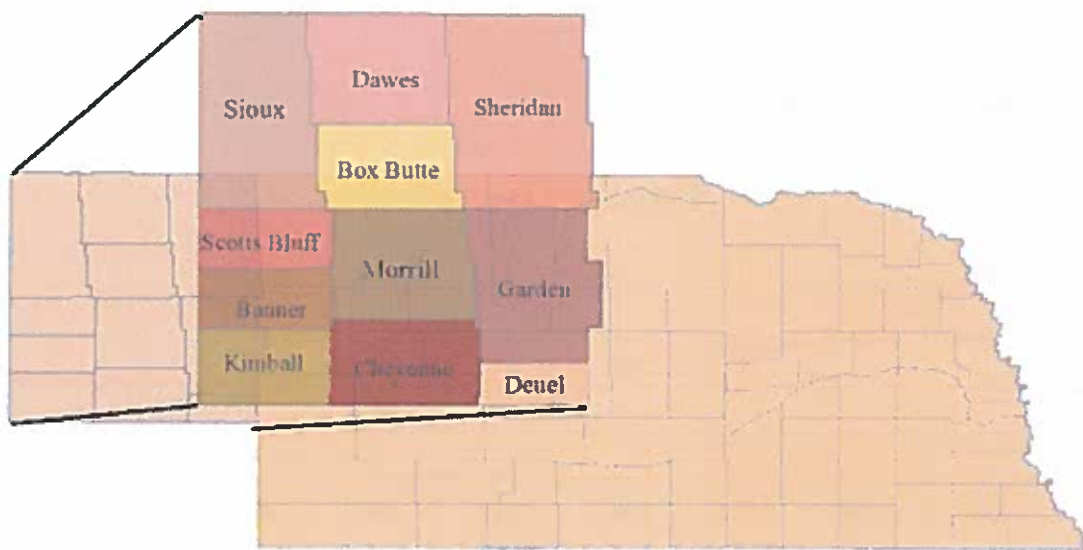 Dawes
Sioux
Sheridan
Box Butte
Scotts Bluff
Morrill
Garden
Banner
Kimball
Cheyenne
Deuel